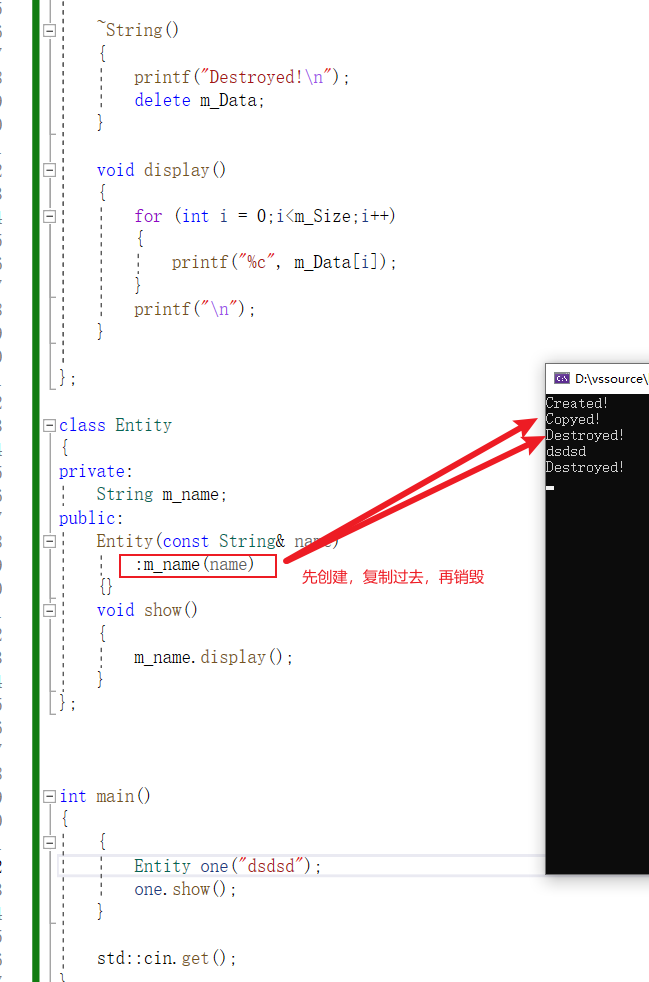 ~String()
{
printf("Destroyed!\n");
delete m_Data;
}
void display()
{
for (int i = 0;i<m_Size;i++)
{
printf("%c", m_Data[i]);
}
printf("\n");
}
};
class Entity
{
private:
String m_name;
public:
Entity(const String& name)
:m_name(name)
{}
void show()
{
m_name.display();
}
};
int main()
{
{
Entity one("dsdsd");
one.show();
}
std::cin.get();
}
先创建，复制过去，再销毁
D:\vssource\
Created!
Copyed!
Destroyed!
dsdsd
Destroyed!